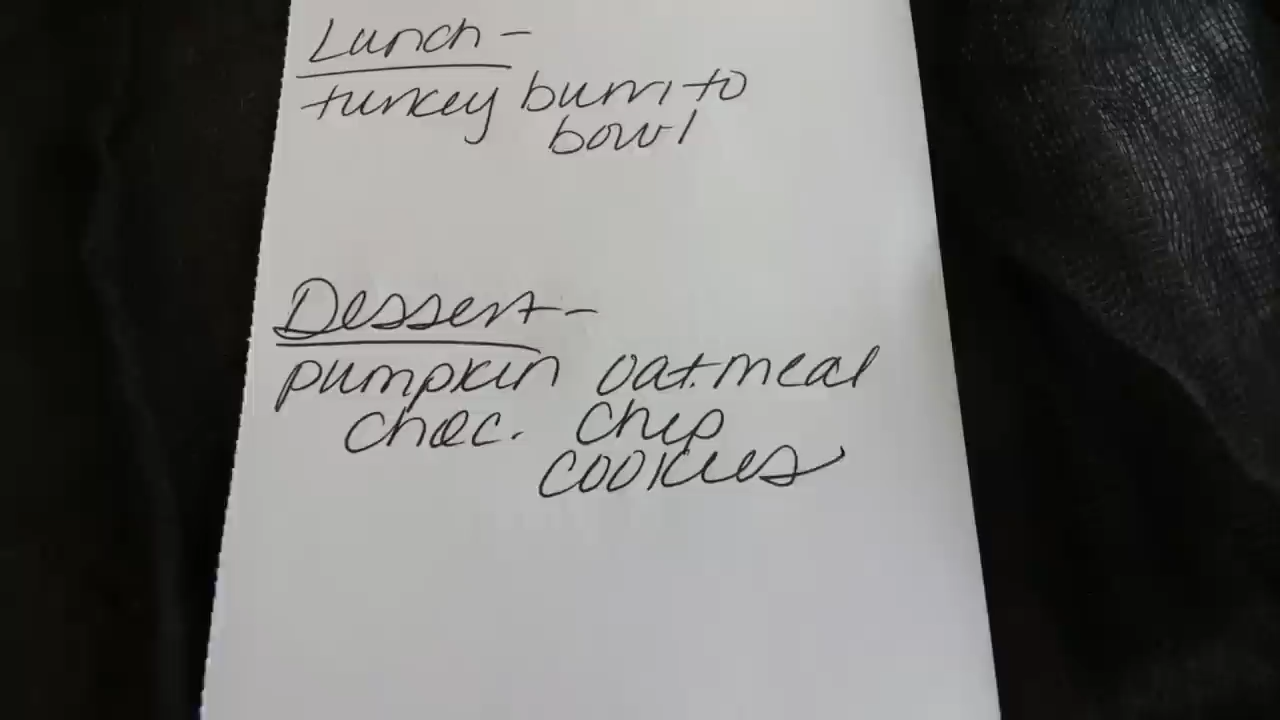 Lunch -
turkey burrito
bowl
Dessert -
pumpkin oatmeal
choc. chip
cookies